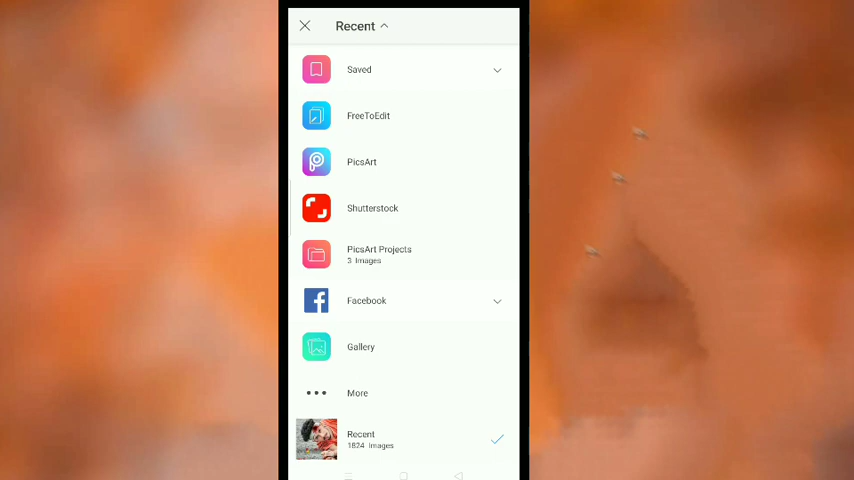 Recent
Saved
FreeToEdit
PicsArt
Shutterstock
PicsArt Projects
3 Images
Facebook
Gallery
More
Recent
1824 Images